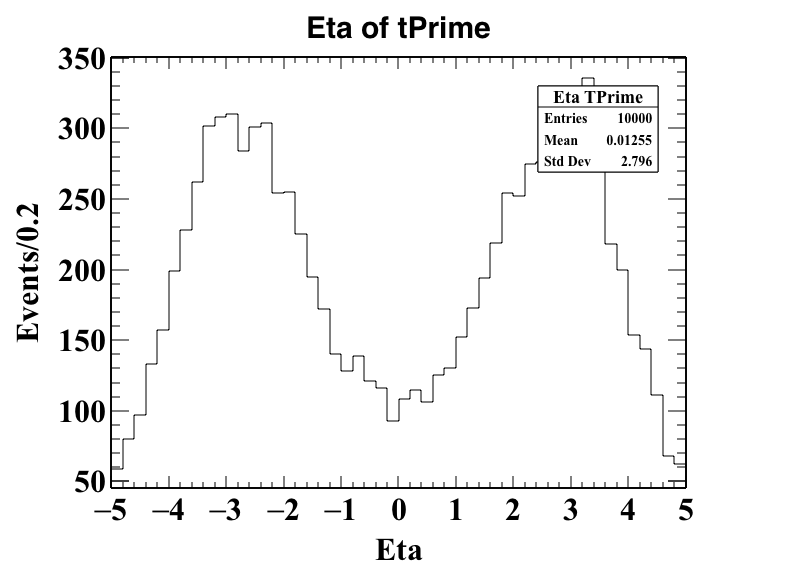 Eta of tPrime
Events/0.2
350
300
250
200
150
100
50
Eta TPrime
Entries 10000
Mean 0.01255
Std Dev 2.796
−5 −4 −3 −2 −1 0 1 2 3 4 5
Eta